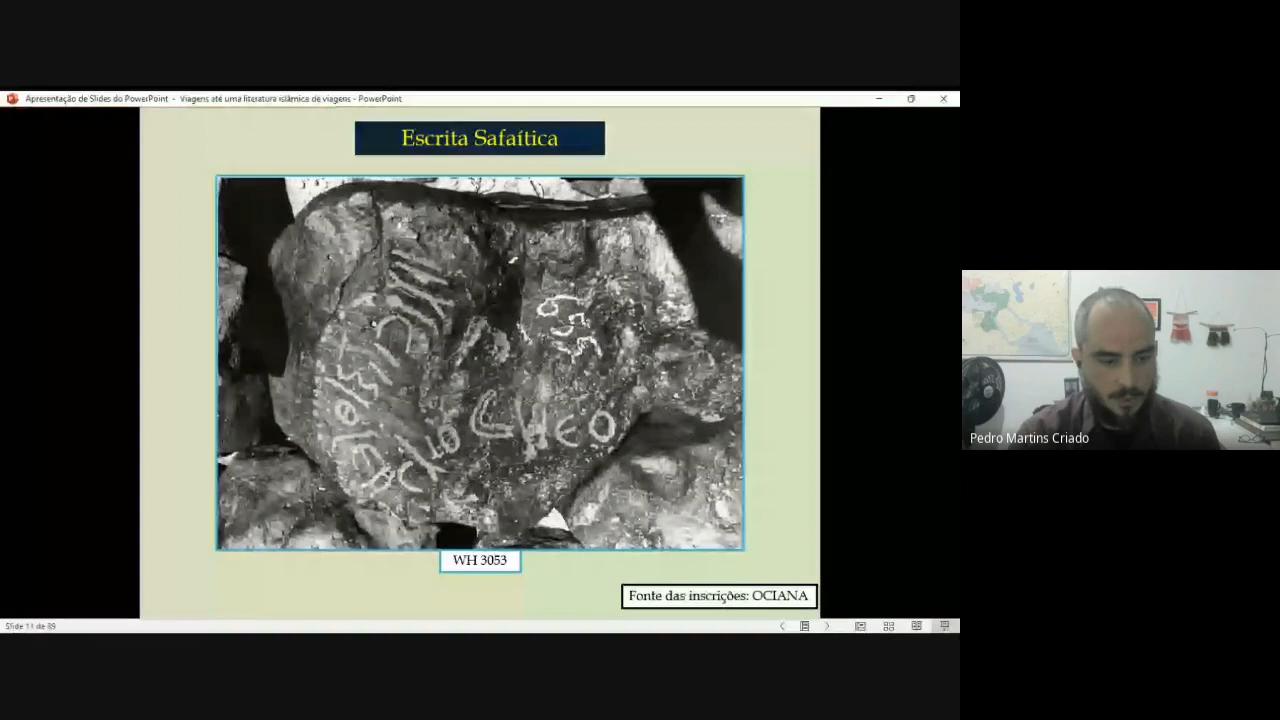 Apresentação de Slides do PowerPoint - Viagens até uma literatura islâmica de viagens - PowerPoint
Escrita Safaítica
WH 3053
Fonte das inscrições: OCIANA
Slide 11 de 89
Pedro Martins Criado